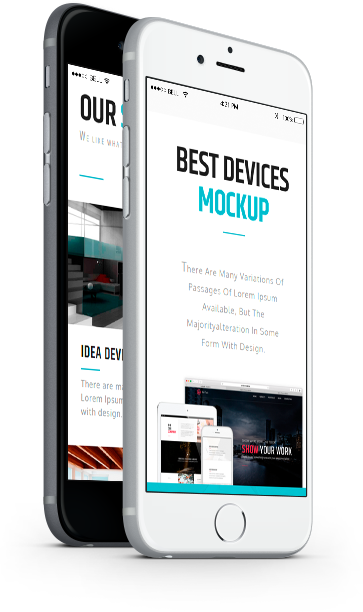 BELL
OUR
WE LIKE WHAT
IDEA DEVI
There are ma
Lorem Ipsum
with design.
BELL
4:21 PM
100%
BEST DEVICES
MOCKUP
There Are Many Variations Of
Passages Of Lorem Ipsum
Available, But The
MajorityAlteration In Some
Form With Design.
SHOW YOUR WORK